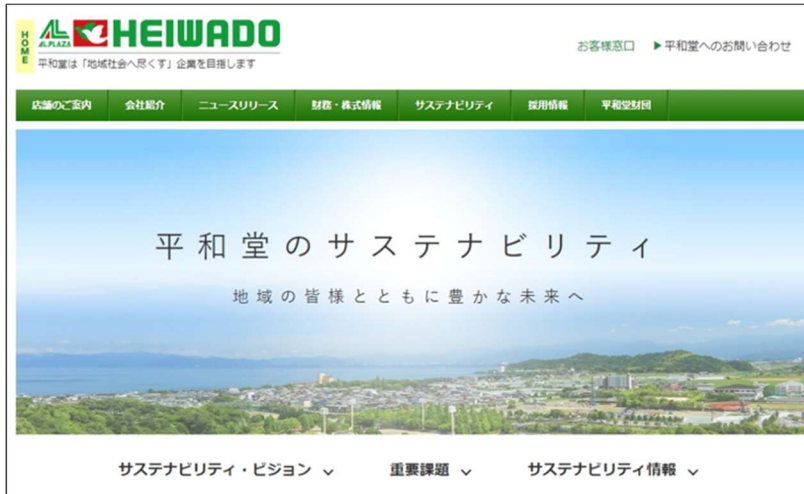 HOME
AL.PLAZA HEIWADO
平和堂は「地域社会へ尽くす」企業を目指します
お客様窓口 ▶平和堂へのお問い合わせ
店舗のご案内 会社紹介 ニュースリリース 財務・株式情報 サステナビリティ 採用情報 平和堂財団
平和堂のサステナビリティ
地域の皆様とともに豊かな未来へ
サステナビリティ・ビジョン 重要課題 サステナビリティ情報